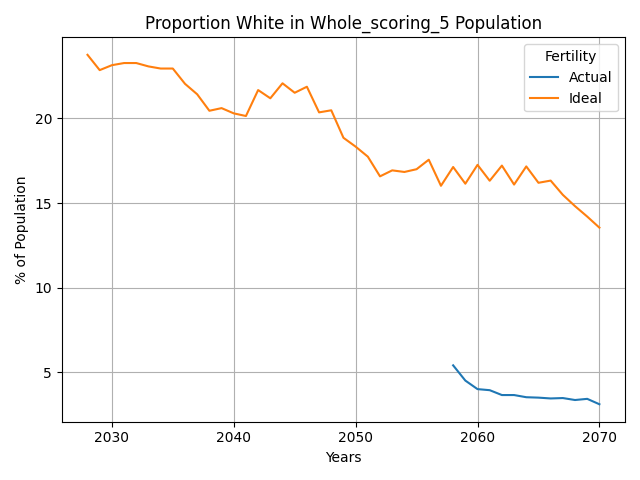 Proportion White in Whole_scoring_5 Population
Fertility
Actual
Ideal
% of Population
20
15
10
5
2030 2040 2050 2060 2070
Years